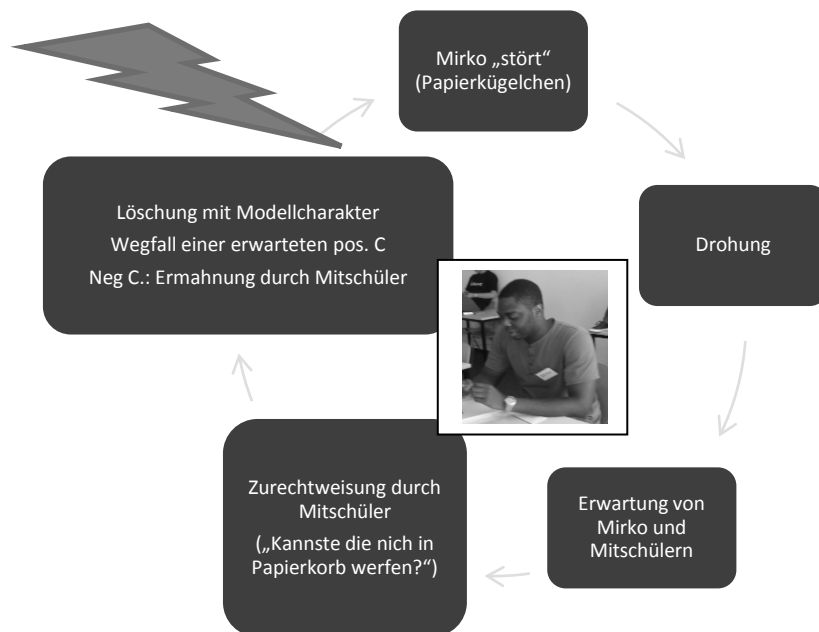 Mirko „stört“
(Papierkügelchen)
Drohung
Erwartung von
Mirko und
Mitschülern
Zurechtweisung durch
Mitschüler
(„Kannste die nich in
Papierkorb werfen?“)
Löschung mit Modellcharakter
Wegfall einer erwarteten pos. C
Neg C.: Ermahnung durch Mitschüler